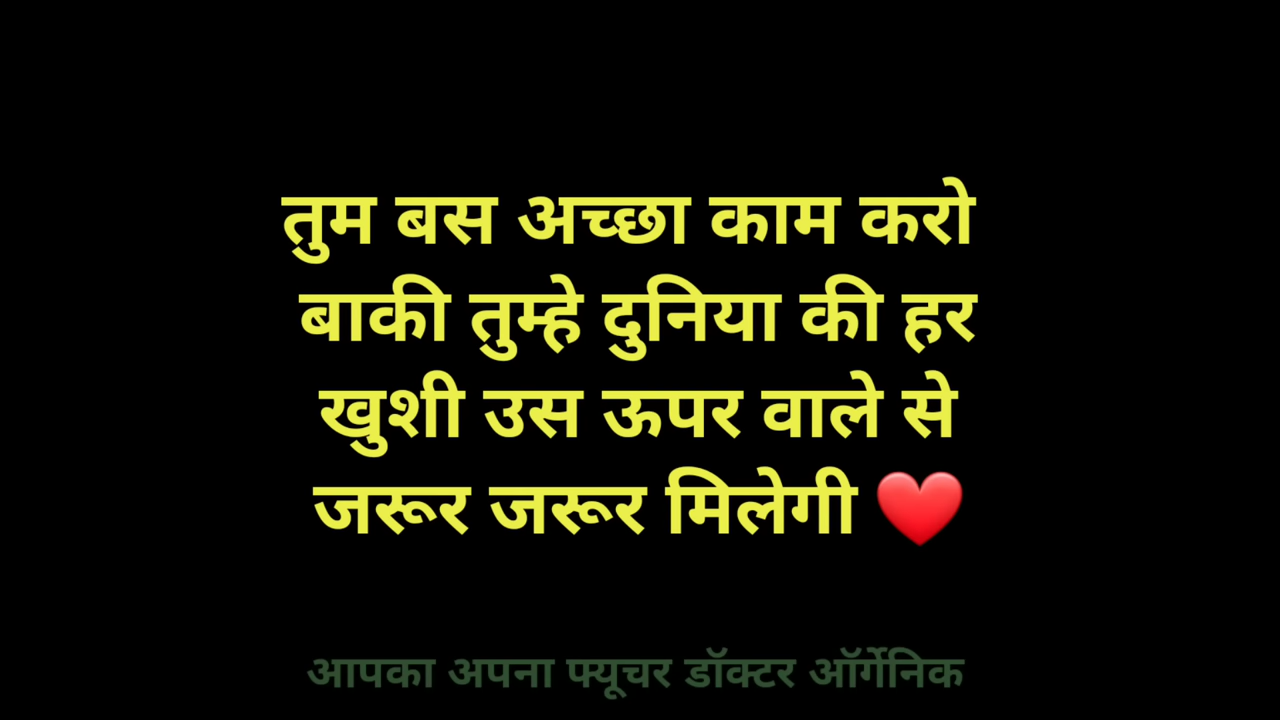 तुम बस अच्छा काम करो
बाकी तुम्हे दुनिया की हर
खुशी उस ऊपर वाले से
जरूर जरूर मिलेगी ❤️
आपका अपना फ्यूचर डॉक्टर ऑर्गेनिक